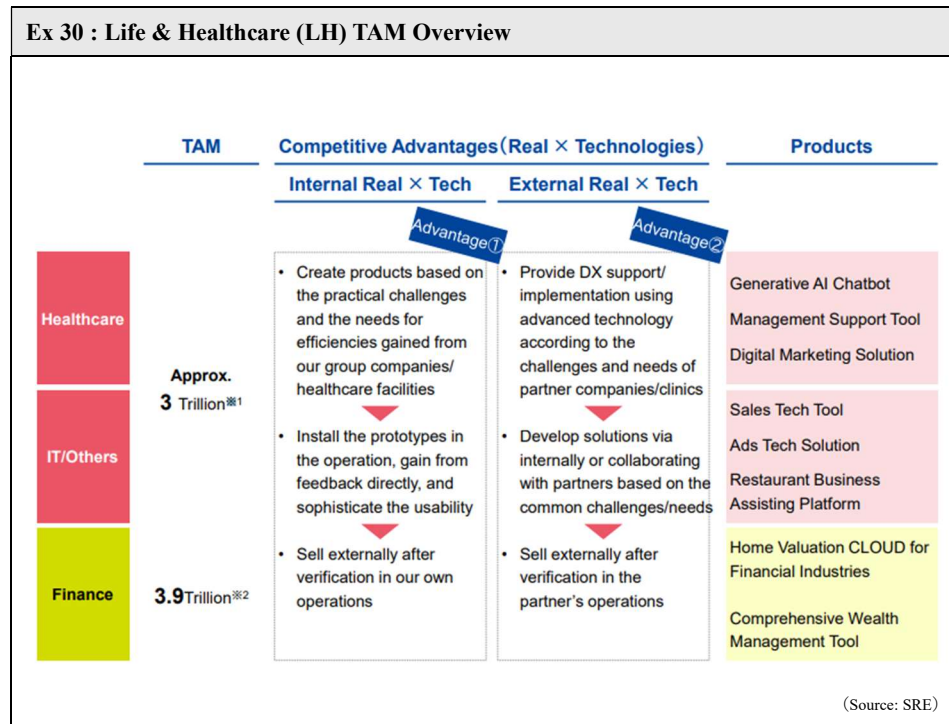 Ex 30 : Life & Healthcare (LH) TAM Overview
TAM
Competitive Advantages(Real × Technologies)
Products
Internal Real × Tech
External Real × Tech
Advantage①
Advantage②
Healthcare
IT/Others
Finance
Approx.
3 Trillion※1
3.9Trillion※2
• Create products based on
the practical challenges
and the needs for
efficiencies gained from
our group companies/
healthcare facilities
• Install the prototypes in
the operation, gain from
feedback directly, and
sophisticate the usability
• Sell externally after
verification in our own
operations
• Provide DX support/
implementation using
advanced technology
according to the
challenges and needs of
partner companies/clinics
• Develop solutions via
internally or collaborating
with partners based on the
common challenges/needs
• Sell externally after
verification in the
partner's operations
Generative AI Chatbot
Management Support Tool
Digital Marketing Solution
Sales Tech Tool
Ads Tech Solution
Restaurant Business
Assisting Platform
Home Valuation CLOUD for
Financial Industries
Comprehensive Wealth
Management Tool
(Source: SRE)